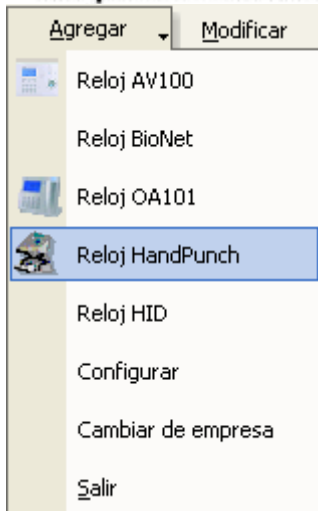 Agregar Modificar
Reloj AV100
Reloj BioNet
Reloj OA101
Reloj HandPunch
Reloj HID
Configurar
Cambiar de empresa
Salir